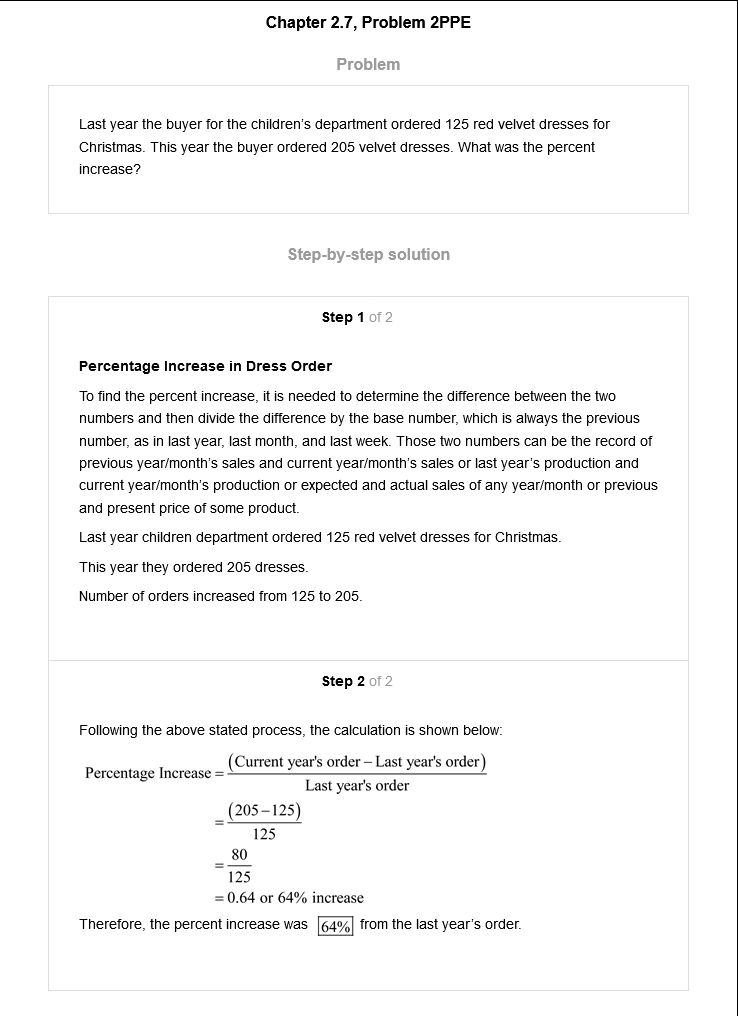 Chapter 2.7, Problem 2PPE
Problem
Last year the buyer for the children's department ordered 125 red velvet dresses for
Christmas. This year the buyer ordered 205 velvet dresses. What was the percent
increase?
Step-by-step solution
Step 1 of 2
Percentage Increase in Dress Order
To find the percent increase, it is needed to determine the difference between the two
numbers and then divide the difference by the base number, which is always the previous
number, as in last year, last month, and last week. Those two numbers can be the record of
previous year/month's sales and current year/month's sales or last year's production and
current year/month's production or expected and actual sales of any year/month or previous
and present price of some product.
Last year children department ordered 125 red velvet dresses for Christmas.
This year they ordered 205 dresses.
Number of orders increased from 125 to 205.
Step 2 of 2
Following the above stated process, the calculation is shown below:
Percentage Increase = (Current year's order – Last year's order)
Last year's order
= (205–125)
125
= 80
125
= 0.64 or 64% increase
Therefore, the percent increase was 64% from the last year's order.